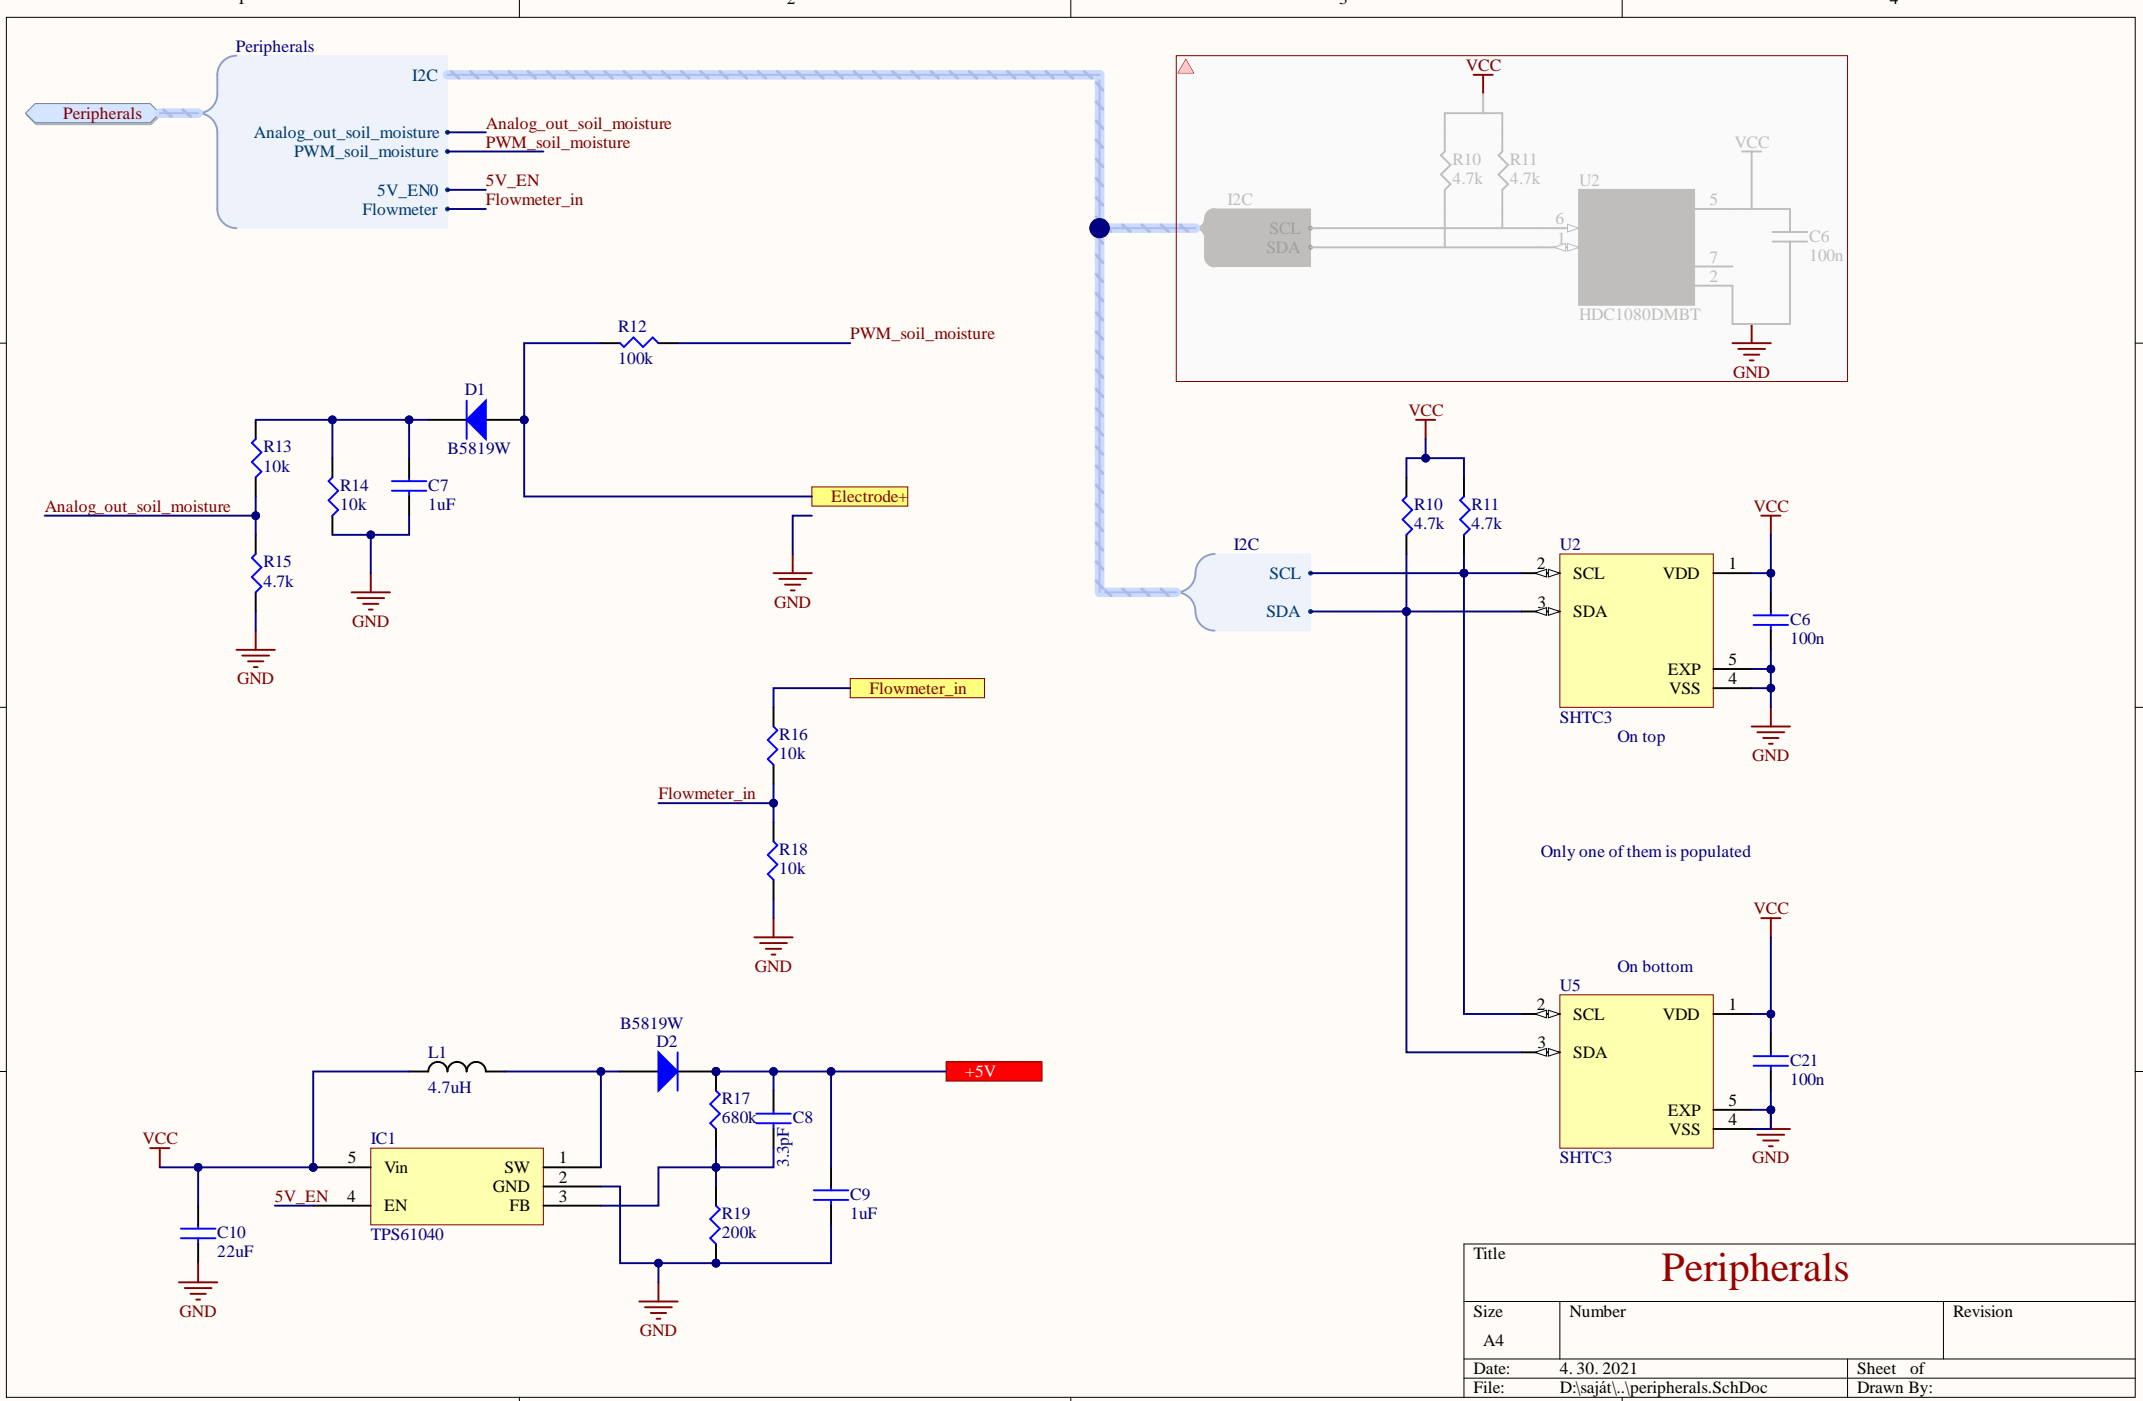 2
3
4
Peripherals
Peripherals
I2C
Analog_out_soil_moisture
PWM_soil_moisture
5V_EN0
Flowmeter
Analog_out_soil_moisture
PWM_soil_moisture
5V_EN
Flowmeter_in
VCC
R10
4.7k
R11
4.7k
VCC
I2C
SCL
SDA
6
1
U2
5
7
2
HDC1080DMBT
C6
100n
GND
R12
100k
PWM_soil_moisture
D1
B5819W
R13
10k
R14
10k
C7
1uF
Analog_out_soil_moisture
R15
4.7k
GND
GND
Electrode+
GND
VCC
R10
4.7k
R11
4.7k
I2C
SCL
SDA
2
3
U2
SCL
SDA
VDD
EXP
VSS
1
5
4
SHTC3
On top
VCC
C6
100n
GND
Flowmeter_in
R16
10k
Flowmeter_in
R18
10k
GND
Only one of them is populated
VCC
On bottom
U5
2
3
SCL
SDA
VDD
EXP
VSS
1
5
4
SHTC3
C21
100n
GND
B5819W
D2
L1
4.7uH
+5V
R17
680k
C8
3.3pF
VCC
IC1
5
4
Vin
EN
SW
GND
FB
1
2
3
5V_EN
TPS61040
C10
22uF
GND
R19
200k
C9
1uF
GND
Title
Peripherals
Size
A4
Number
Revision
Date:
4. 30. 2021
Sheet of
File:
D:\saját\..\peripherals.SchDoc
Drawn By: